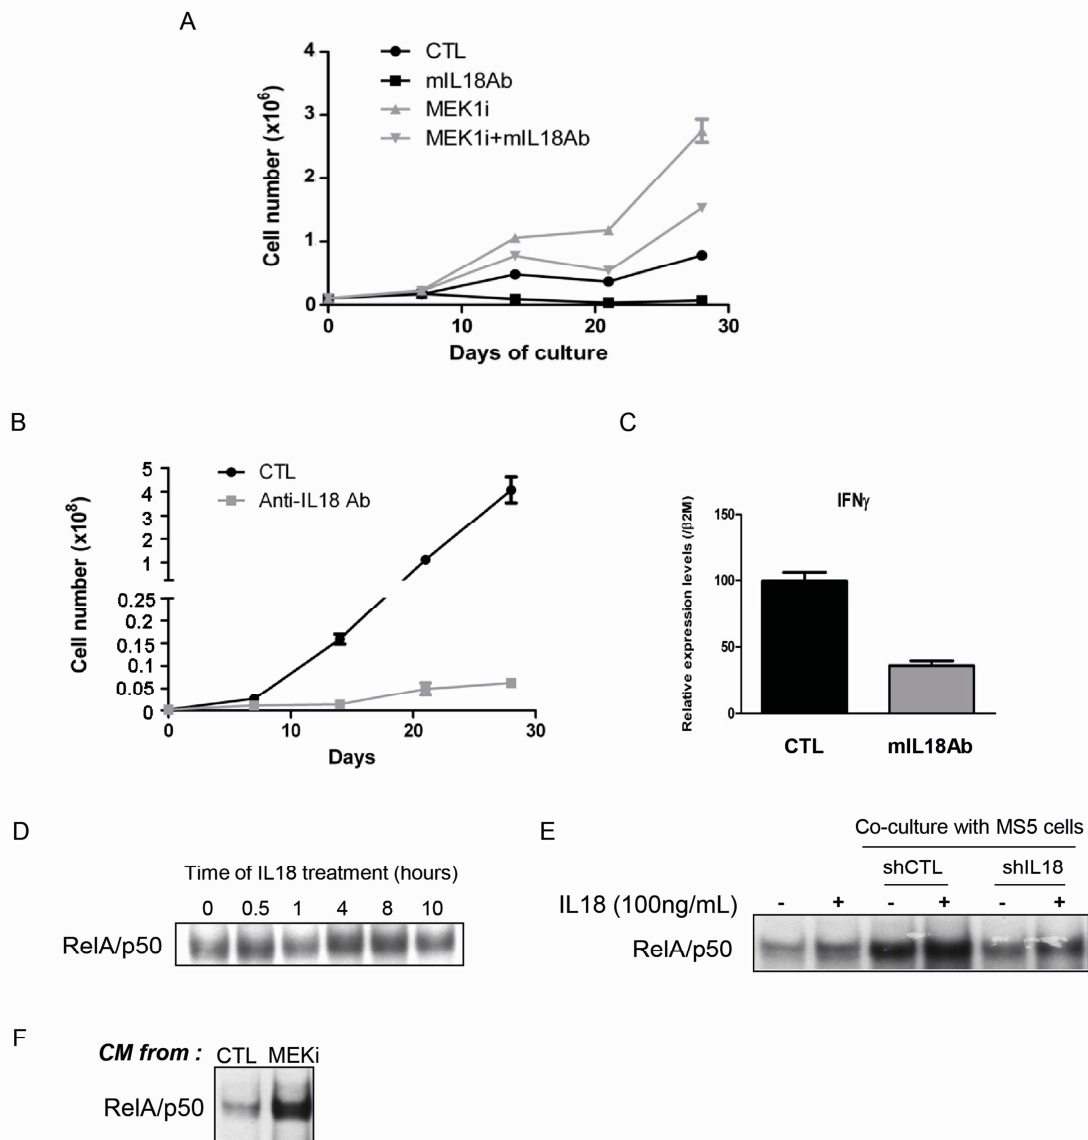 A
4
3
2
1
0
Cell number (x10⁶)
CTL
mIL18Ab
MEK1i
MEK1i+mIL18Ab
0 10 20 30
Days of culture
B
5
4
3
2
1
0.25
0.2
0.15
0.1
0.05
0
Cell number (x10⁸)
CTL
Anti-IL18 Ab
0 10 20 30
Days
C
IFNγ
150
100
50
0
Relative expression levels (/β2M)
CTL mIL18Ab
D
Time of IL18 treatment (hours)
0 0.5 1 4 8 10
RelA/p50
E
Co-culture with MS5 cells
shCTL shIL18
IL18 (100ng/mL) - + - + - +
RelA/p50
F
CM from : CTL MEKi
RelA/p50